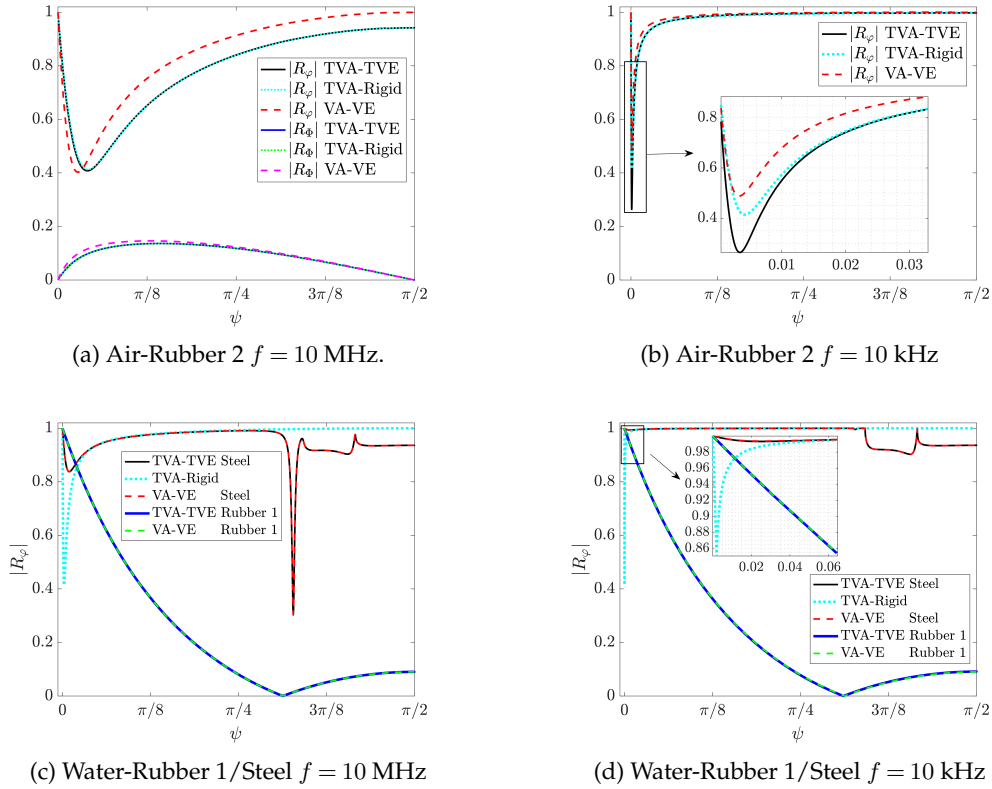 1
0.8
0.6
0.4
0.2
0
|R_φ| TVA-TVE
|R_φ| TVA-Rigid
|R_φ| VA-VE
|R_Φ| TVA-TVE
|R_Φ| TVA-Rigid
|R_Φ| VA-VE
0 π/8 π/4 3π/8 π/2
ψ
(a) Air-Rubber 2 f = 10 MHz.
1
0.8
0.6
0.4
0.2
0
|R_φ| TVA-TVE
|R_φ| TVA-Rigid
|R_φ| VA-VE
0.8
0.6
0.4
0.01 0.02 0.03
0 π/8 π/4 3π/8 π/2
ψ
(b) Air-Rubber 2 f = 10 kHz
|R_φ|
1
0.8
0.6
0.4
0.2
0
TVA-TVE Steel
TVA-Rigid
VA-VE Steel
TVA-TVE Rubber 1
VA-VE Rubber 1
0 π/8 π/4 3π/8 π/2
ψ
(c) Water-Rubber 1/Steel f = 10 MHz
|R_φ|
1
0.8
0.6
0.4
0.2
0
0.98
0.96
0.94
0.92
0.9
0.88
0.86
0.02 0.04 0.06
TVA-TVE Steel
TVA-Rigid
VA-VE Steel
TVA-TVE Rubber 1
VA-VE Rubber 1
0 π/8 π/4 3π/8 π/2
ψ
(d) Water-Rubber 1/Steel f = 10 kHz